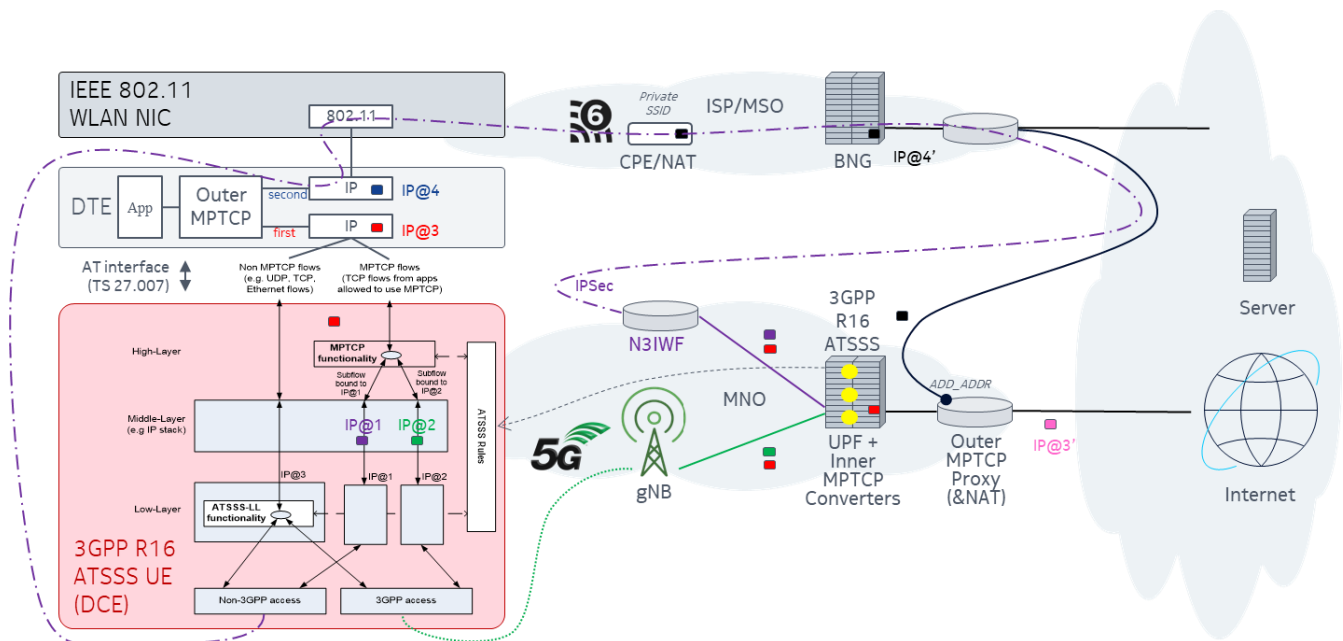 IEEE 802.11
WLAN NIC
802.11
6
Private
SSID
ISP/MSO
CPE/NAT
BNG
IP@4’
DTE
App
Outer
MPTCP
second
first
IP
IP@4
IP
IP@3
AT interface
(TS 27.007)
Non MPTCP flows
(e.g. UDP, TCP,
Ethernet flows)
MPTCP flows
(TCP flows from apps
allowed to use MPTCP)
IPSec
N3IWF
3GPP
R16
ATSSS
Server
High-Layer
MPTCP
functionality
Subflow
bound to
IP@1
Subflow
bound to
IP@2
ATSSS Rules
Middle-Layer
(e.g IP stack)
IP@1
IP@2
MNO
ADD_ADDR
5G
gNB
UPF +
Inner
MPTCP
Converters
Outer
MPTCP
Proxy
(&NAT)
IP@3’
Internet
IP@3
IP@1
IP@2
Low-Layer
ATSSS-LL
functionality
3GPP R16
ATSSS UE
(DCE)
Non-3GPP access
3GPP access